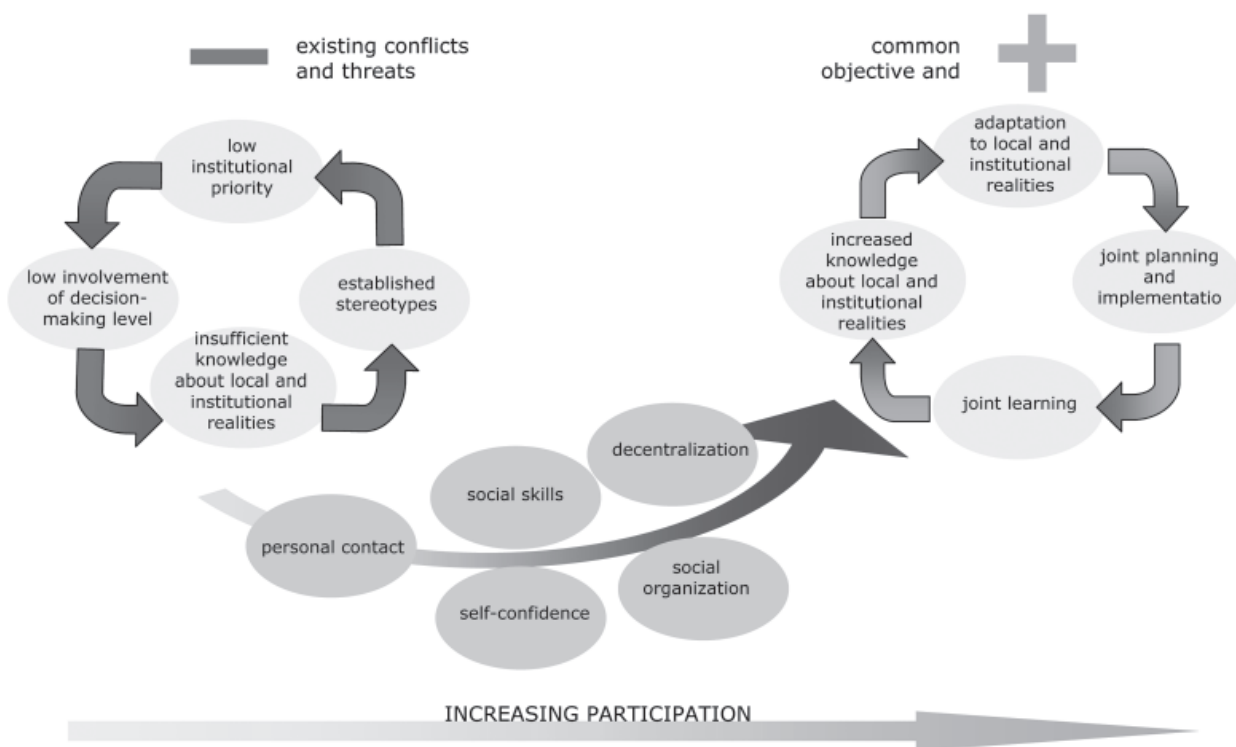 existing conflicts
and threats
common
objective and
low
institutional
priority
low involvement
of decision-
making level
insufficient
knowledge
about local and
institutional
realities
established
stereotypes
adaptation
to local and
institutional
realities
increased
knowledge
about local and
institutional
realities
joint planning
and
implementatio
joint learning
decentralization
social skills
personal contact
social
organization
self-confidence
INCREASING PARTICIPATION